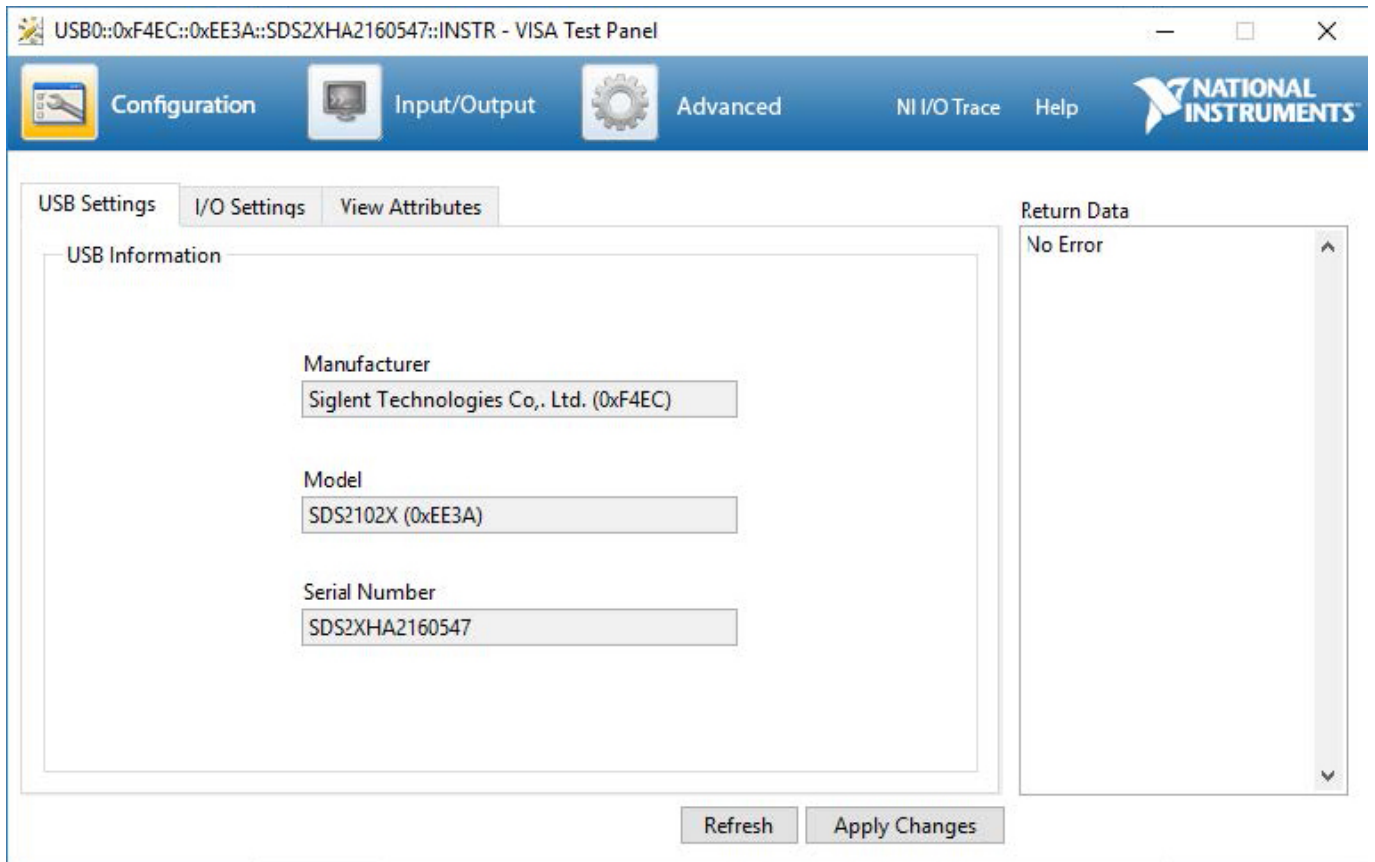 USB0::0xF4EC::0xEE3A::SDS2XHA2160547::INSTR - VISA Test Panel
Configuration
Input/Output
Advanced
NI I/O Trace
Help
NATIONAL
INSTRUMENTS
USB Settings
I/O Settings
View Attributes
USB Information
Manufacturer
Siglent Technologies Co,. Ltd. (0xF4EC)
Model
SDS2102X (0xEE3A)
Serial Number
SDS2XHA2160547
Return Data
No Error
Refresh
Apply Changes